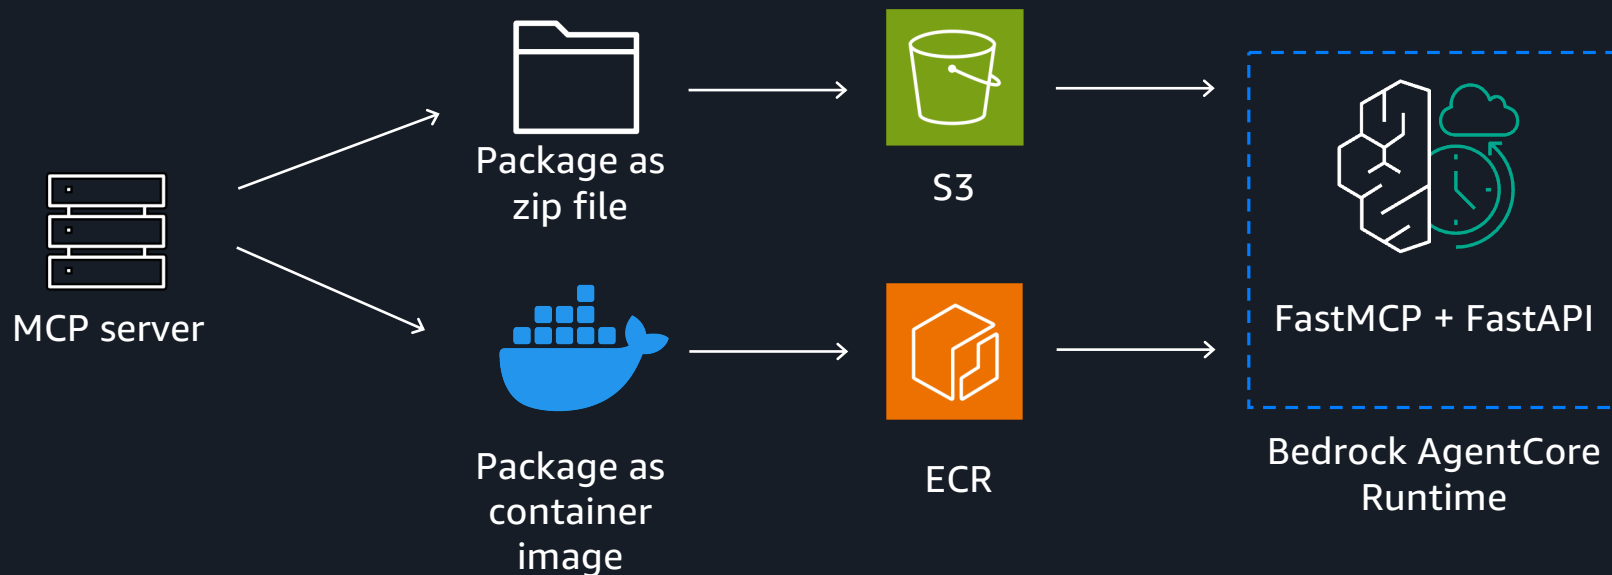 MCP server
Package as
zip file
S3
Package as
container
image
ECR
FastMCP + FastAPI
Bedrock AgentCore
Runtime